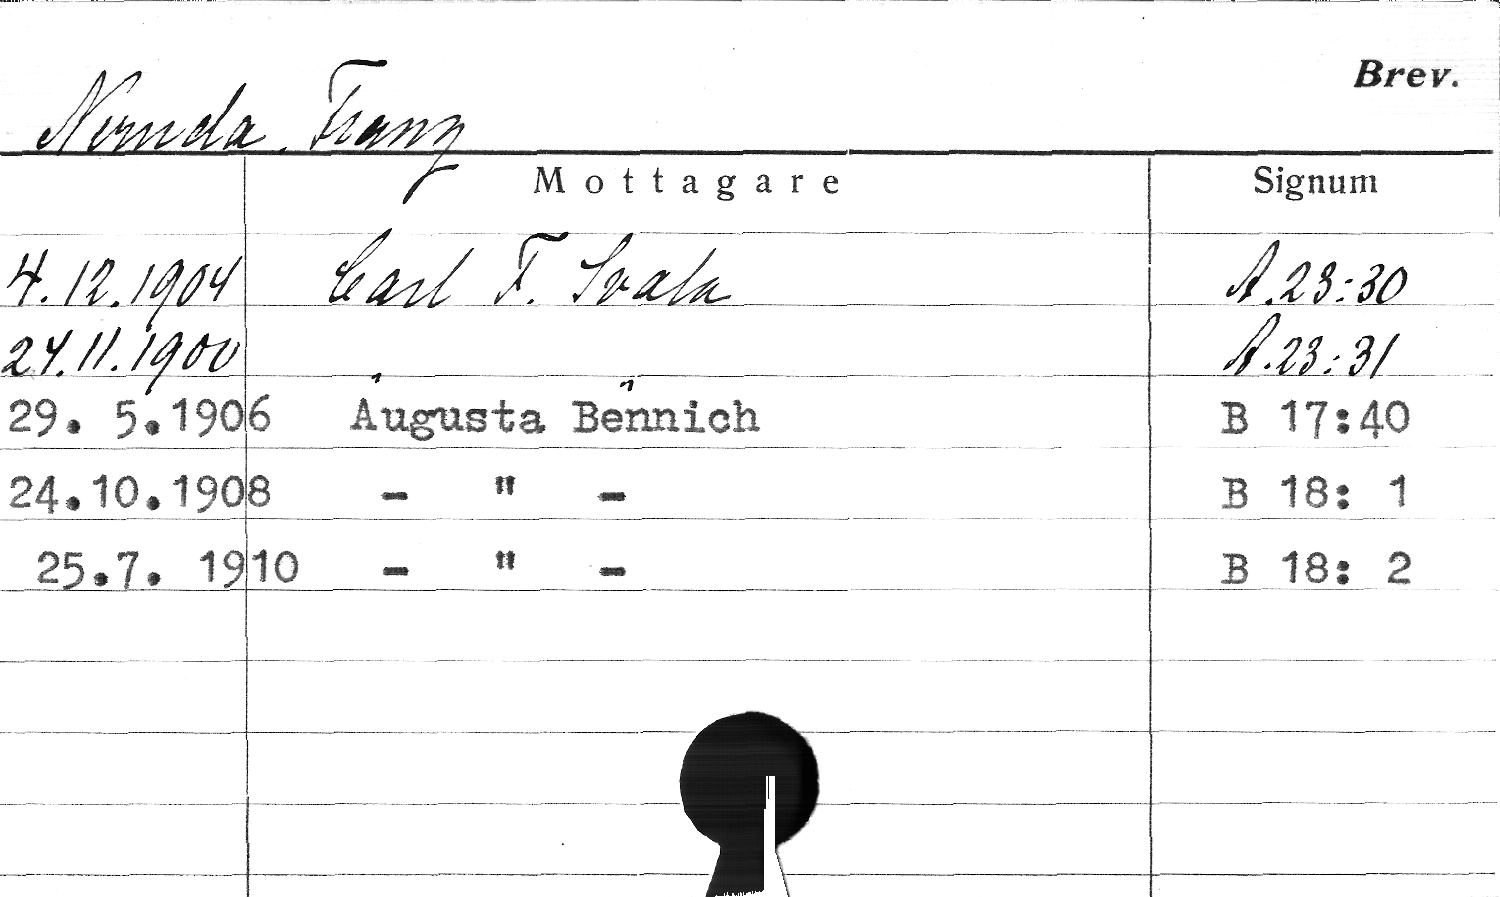 Brev.
Neruda. Franz
Mottagare Signum
4.12.1904 Carl F. Svala A.23:30
24.11.1900 " " A.23:31
29. 5.1906 Augusta Bennich B 17:40
24.10.1908 - " - B 18: 1
25.7. 1910 - " - B 18: 2